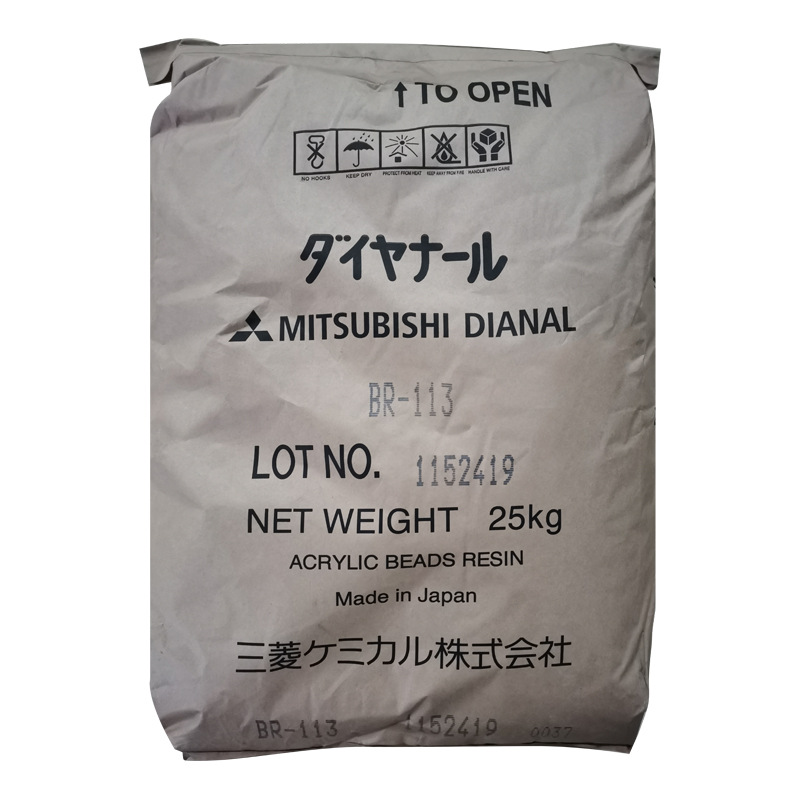 ↑TO OPEN
NO HOOKS KEEP DRY PROTECT FROM HEAT KEEP AWAY FROM FIRE HANDLE WITH CARE
ダイヤナール
MITSUBISHI DIANAL
BR-113
LOT NO. 1152419
NET WEIGHT 25kg
ACRYLIC BEADS RESIN
Made in Japan
三菱ケミカル株式会社
BR-113 1152419 0037